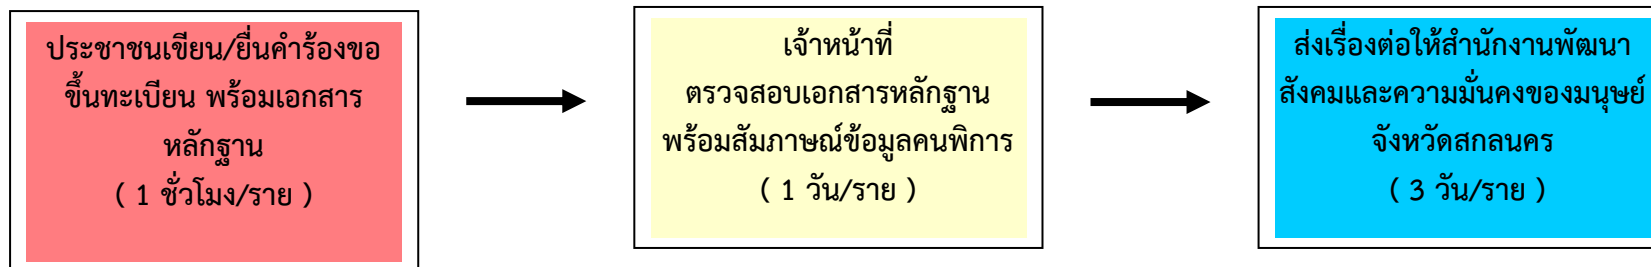 ประชาชนเขียน/ยื่นคำร้องขอ
ขึ้นทะเบียน พร้อมเอกสาร
หลักฐาน
( 1 ชั่วโมง/ราย )
เจ้าหน้าที่
ตรวจสอบเอกสารหลักฐาน
พร้อมสัมภาษณ์ข้อมูลคนพิการ
( 1 วัน/ราย )
ส่งเรื่องต่อให้สำนักงานพัฒนา
สังคมและความมั่นคงของมนุษย์
จังหวัดสกลนคร
( 3 วัน/ราย )